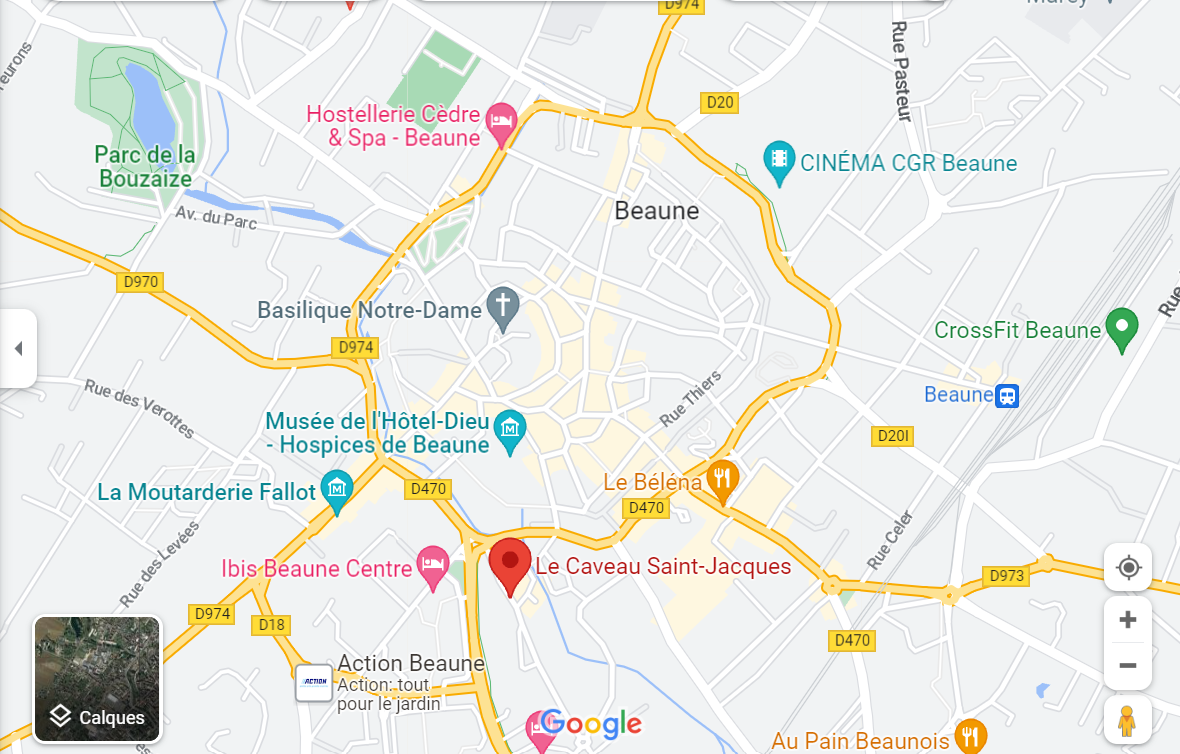 D974
Rue Pasteur
D20
Hostellerie Cèdre
& Spa - Beaune
CINÉMA CGR Beaune
Parc de la
Bouzaize
Beaune
Av. du Parc
D970
Basilique Notre-Dame
Rue
CrossFit Beaune
D974
Rue des Verottes
Rue Thiers
Beaune
Musée de l'Hôtel-Dieu
- Hospices de Beaune
D20I
La Moutarderie Fallot
D470
Le Béléna
D470
Rue des Levées
Rue Celer
Ibis Beaune Centre
Le Caveau Saint-Jacques
D973
D974
D18
D470
Action Beaune
Action: tout
pour le jardin
ACTION
Calques
Google
Au Pain Beaunois